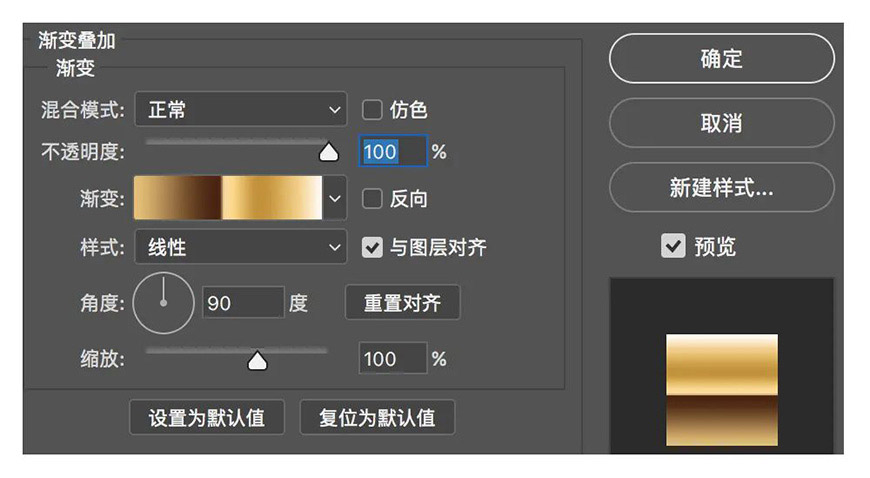 渐变叠加
渐变
混合模式: 正常 仿色
不透明度: 100 %
渐变: 反向
样式: 线性 与图层对齐
角度: 90 度 重置对齐
缩放: 100 %
设置为默认值 复位为默认值
确定
取消
新建样式...
预览